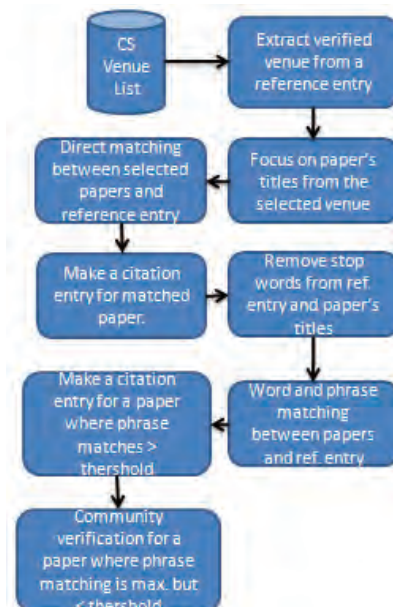 CS
Venue
List
Extract verified
venue from a
reference entry
Direct matching
between selected
papers and
reference entry
Focus on paper's
titles from the
selected venue
Make a citation
entry for matched
paper.
Remove stop
words from ref.
entry and paper's
titles
Make a citation
entry for a paper
where phrase
matches >
thershold
Word and phrase
matching
between papers
and ref. entry
Community
verification for a
paper where phrase
matching is max. but
< thershold